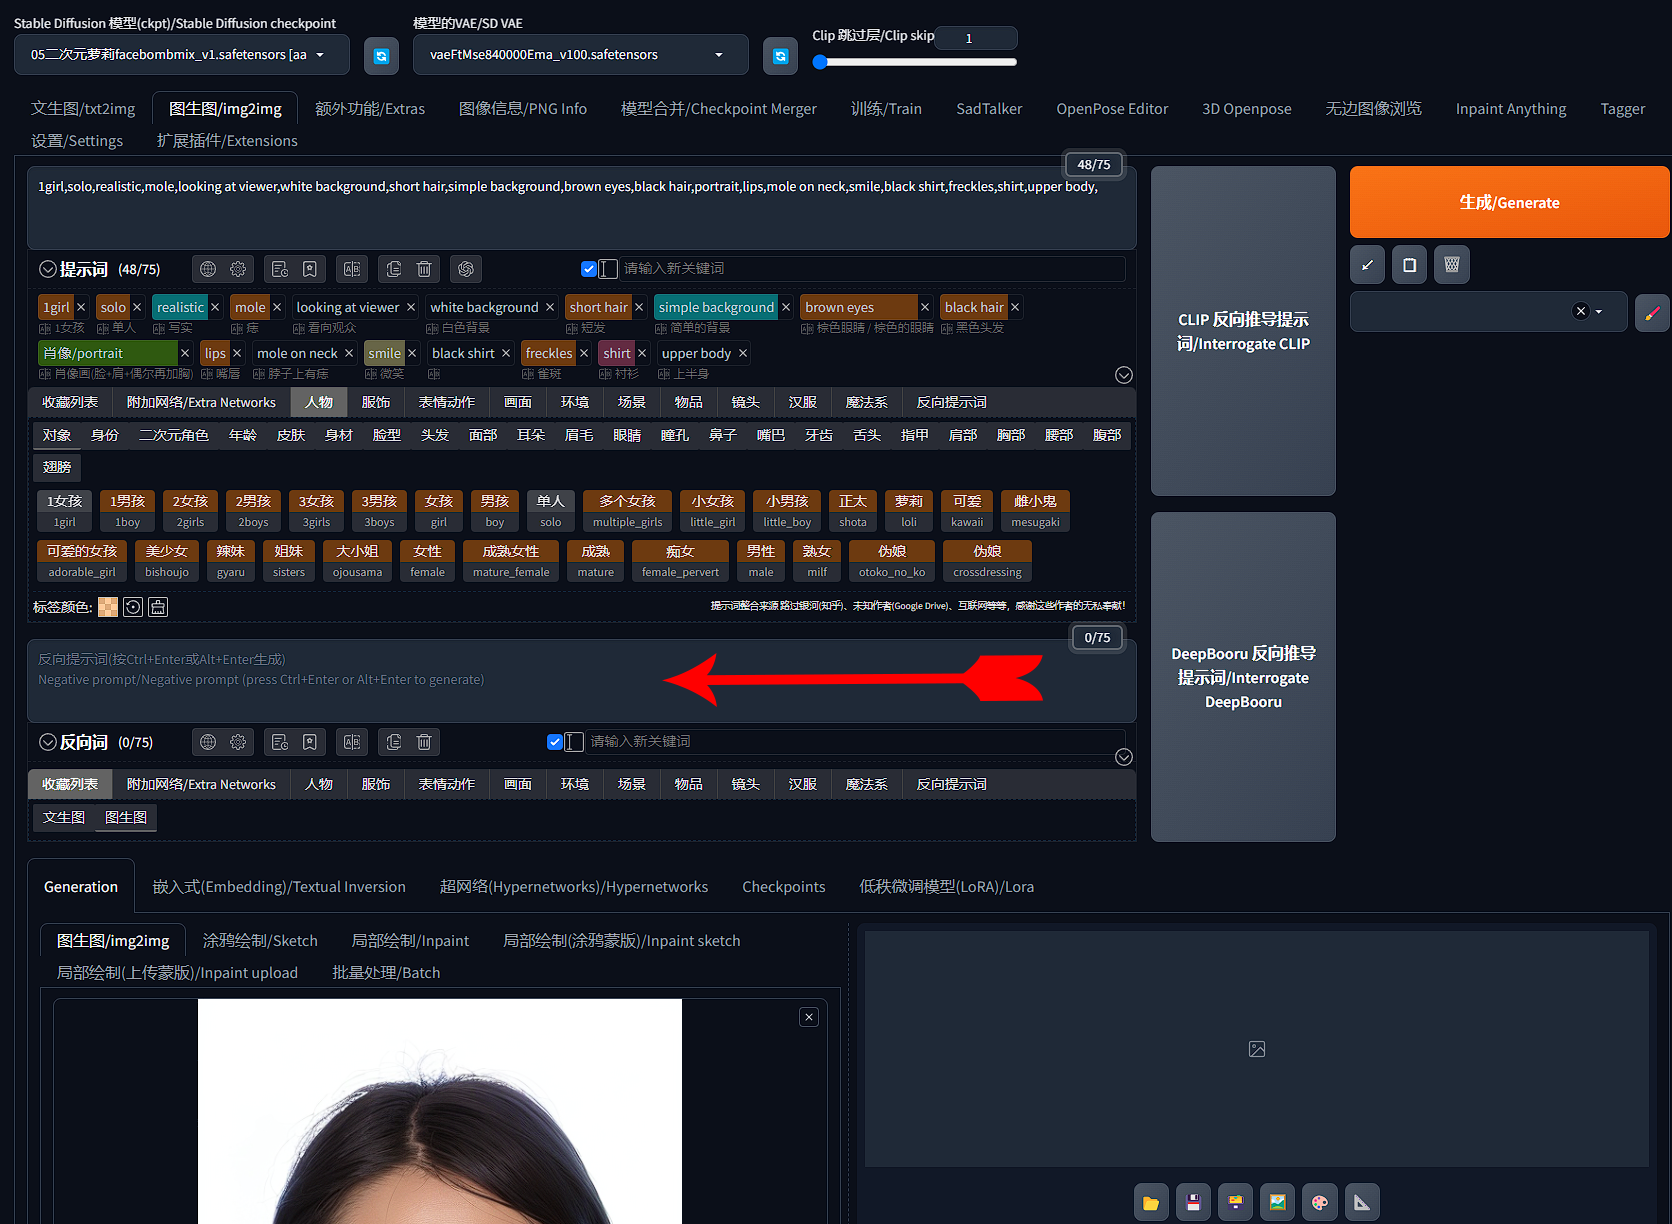 Stable Diffusion 模型(ckpt)/Stable Diffusion checkpoint
模型的VAE/SD VAE
Clip 跳过层/Clip skip
1
05二次元萝莉facebombmix_v1.safetensors [aa
vaeFtMse840000Ema_v100.safetensors
文生图/txt2img
图生图/img2img
额外功能/Extras
图像信息/PNG Info
模型合并/Checkpoint Merger
训练/Train
SadTalker
OpenPose Editor
3D Openpose
无边图像浏览
Inpaint Anything
Tagger
设置/Settings
扩展插件/Extensions
48/75
1girl,solo,realistic,mole,looking at viewer,white background,short hair,simple background,brown eyes,black hair,portrait,lips,mole on neck,smile,black shirt,freckles,shirt,upper body,
CLIP 反向推导提示
词/Interrogate CLIP
生成/Generate
提示词 (48/75)
请输入新关键词
1girl × solo × realistic × mole × looking at viewer × white background × short hair × simple background × brown eyes × black hair ×
1女孩 单人 写实 痣 看向观众 白色背景 短发 简单的背景 棕色眼睛 / 棕色的眼睛 黑色头发
肖像/portrait × lips × mole on neck × smile × black shirt × freckles × shirt × upper body ×
肖像画(脸+肩+偶尔再加胸) 嘴唇 脖子上有痣 微笑 雀斑 衬衫 上半身
收藏列表 附加网络/Extra Networks 人物 服饰 表情动作 画面 环境 场景 物品 镜头 汉服 魔法系 反向提示词
对象 身份 二次元角色 年龄 皮肤 身材 脸型 头发 面部 耳朵 眉毛 眼睛 瞳孔 鼻子 嘴巴 牙齿 舌头 指甲 肩部 胸部 腰部 腹部
翅膀
1女孩 1男孩 2女孩 2男孩 3女孩 3男孩 女孩 男孩 单人 多个女孩 小女孩 小男孩 正太 萝莉 可爱 雌小鬼
1girl 1boy 2girls 2boys 3girls 3boys girl boy solo multiple_girls little_girl little_boy shota loli kawaii mesugaki
可爱的女孩 美少女 辣妹 姐妹 大小姐 女性 成熟女性 成熟 痴女 男性 熟女 伪娘 伪娘
adorable_girl bishoujo gyaru sisters ojousama female mature_female mature female_pervert male milf otoko_no_ko crossdressing
标签颜色:
提示词整合来源 路过银河(知乎)、未知作者(Google Drive)、互联网等等，感谢这些作者的无私奉献！
0/75
反向提示词(按Ctrl+Enter或Alt+Enter生成)
Negative prompt/Negative prompt (press Ctrl+Enter or Alt+Enter to generate)
DeepBooru 反向推导
提示词/Interrogate
DeepBooru
反向词 (0/75)
请输入新关键词
收藏列表 附加网络/Extra Networks 人物 服饰 表情动作 画面 环境 场景 物品 镜头 汉服 魔法系 反向提示词
文生图 图生图
Generation
嵌入式(Embedding)/Textual Inversion
超网络(Hypernetworks)/Hypernetworks
Checkpoints
低秩微调模型(LoRA)/Lora
图生图/img2img
涂鸦绘制/Sketch
局部绘制/Inpaint
局部绘制(涂鸦蒙版)/Inpaint sketch
局部绘制(上传蒙版)/Inpaint upload
批量处理/Batch